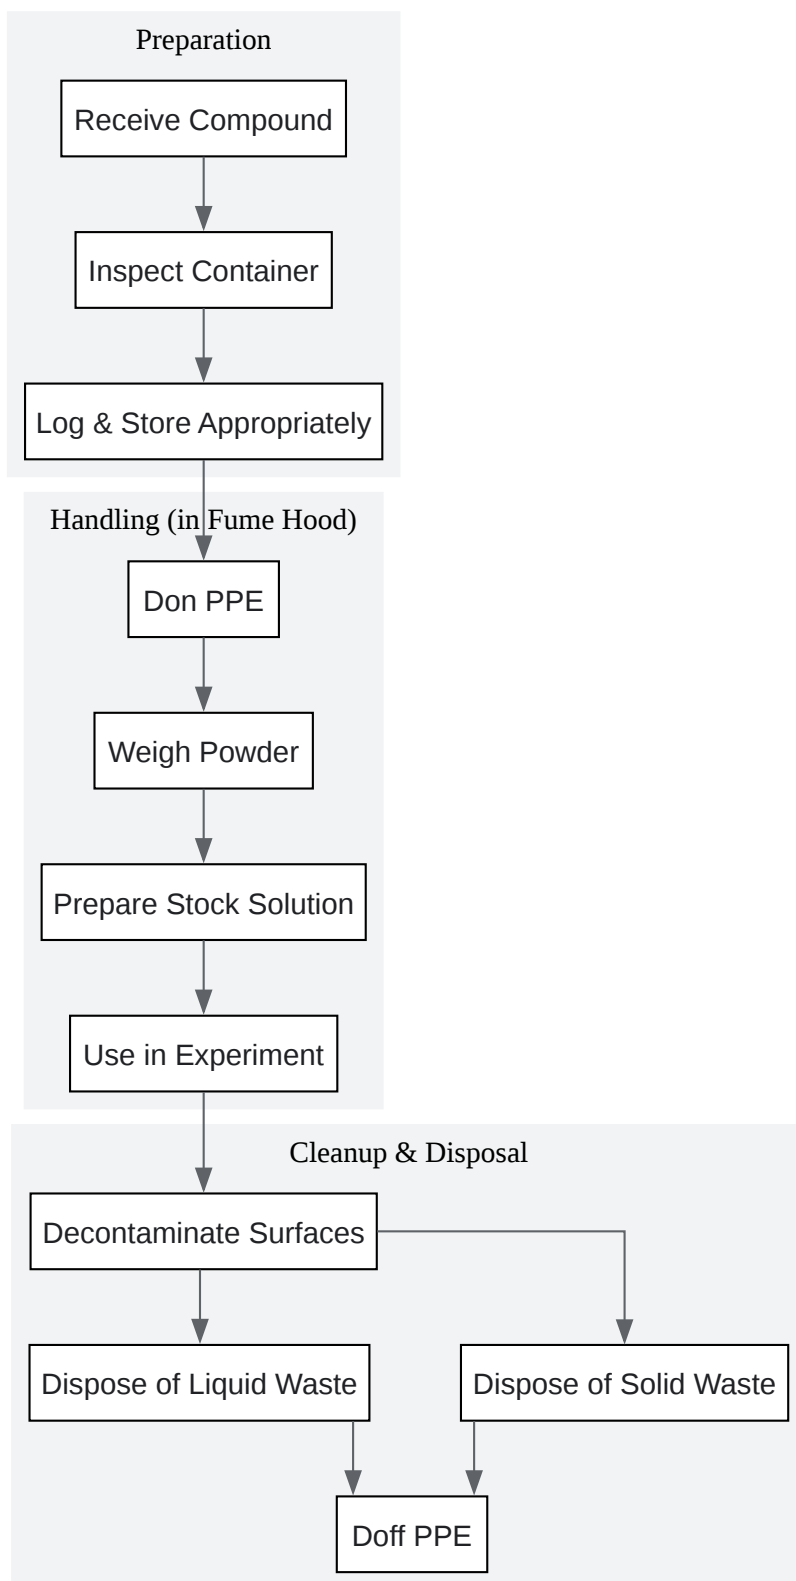 Preparation
Receive Compound
Inspect Container
Log & Store Appropriately
Handling (in Fume Hood)
Don PPE
Weigh Powder
Prepare Stock Solution
Use in Experiment
Cleanup & Disposal
Decontaminate Surfaces
Dispose of Liquid Waste
Dispose of Solid Waste
Doff PPE